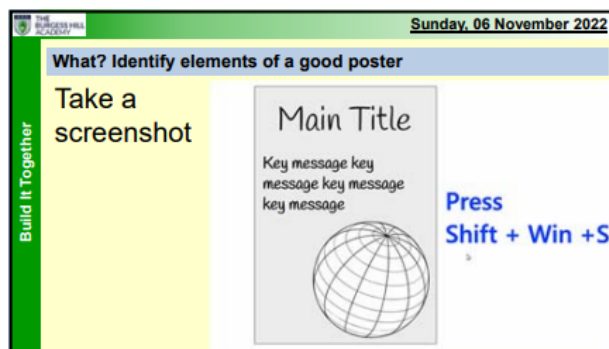 THE
BURGESS HILL
ACADEMY
Sunday, 06 November 2022
What? Identify elements of a good poster
Build It Together
Take a
screenshot
Main Title
Key message key
message key message
key message
Press
Shift + Win +S